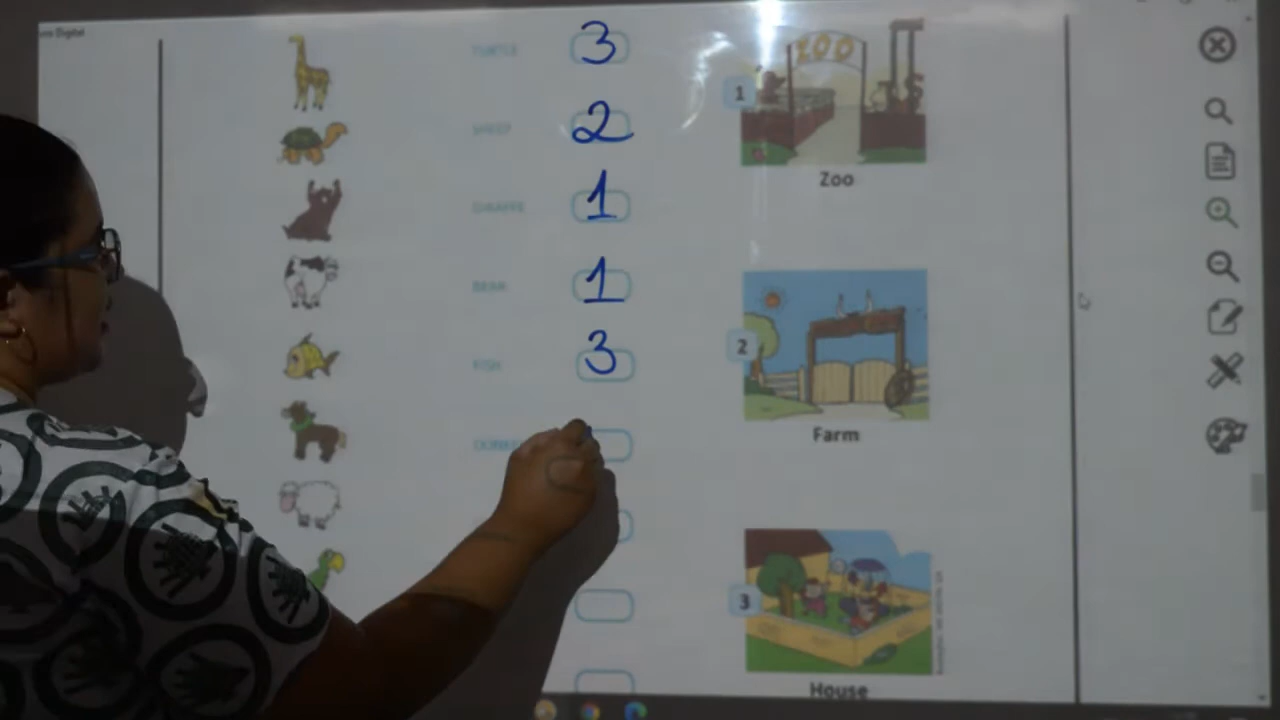 TURTLE 3
SHEEP 2
GIRAFFE 1
BEAR 1
FISH 3
ZOO
1
Zoo
2
Farm
3
House